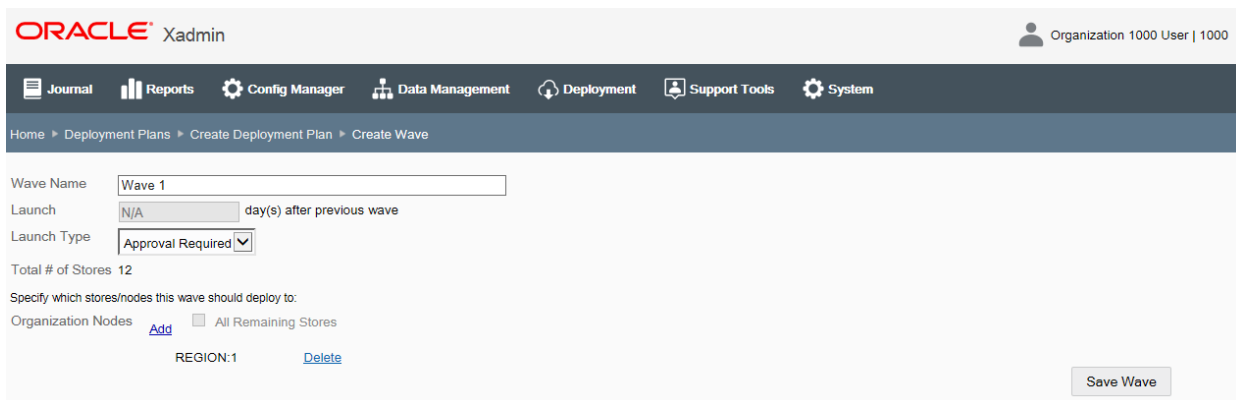 ORACLE® Xadmin
Organization 1000 User | 1000
Journal Reports Config Manager Data Management Deployment Support Tools System
Home ▸ Deployment Plans ▸ Create Deployment Plan ▸ Create Wave
Wave Name Wave 1
Launch N/A day(s) after previous wave
Launch Type Approval Required
Total # of Stores 12
Specify which stores/nodes this wave should deploy to:
Organization Nodes Add All Remaining Stores
REGION:1 Delete
Save Wave